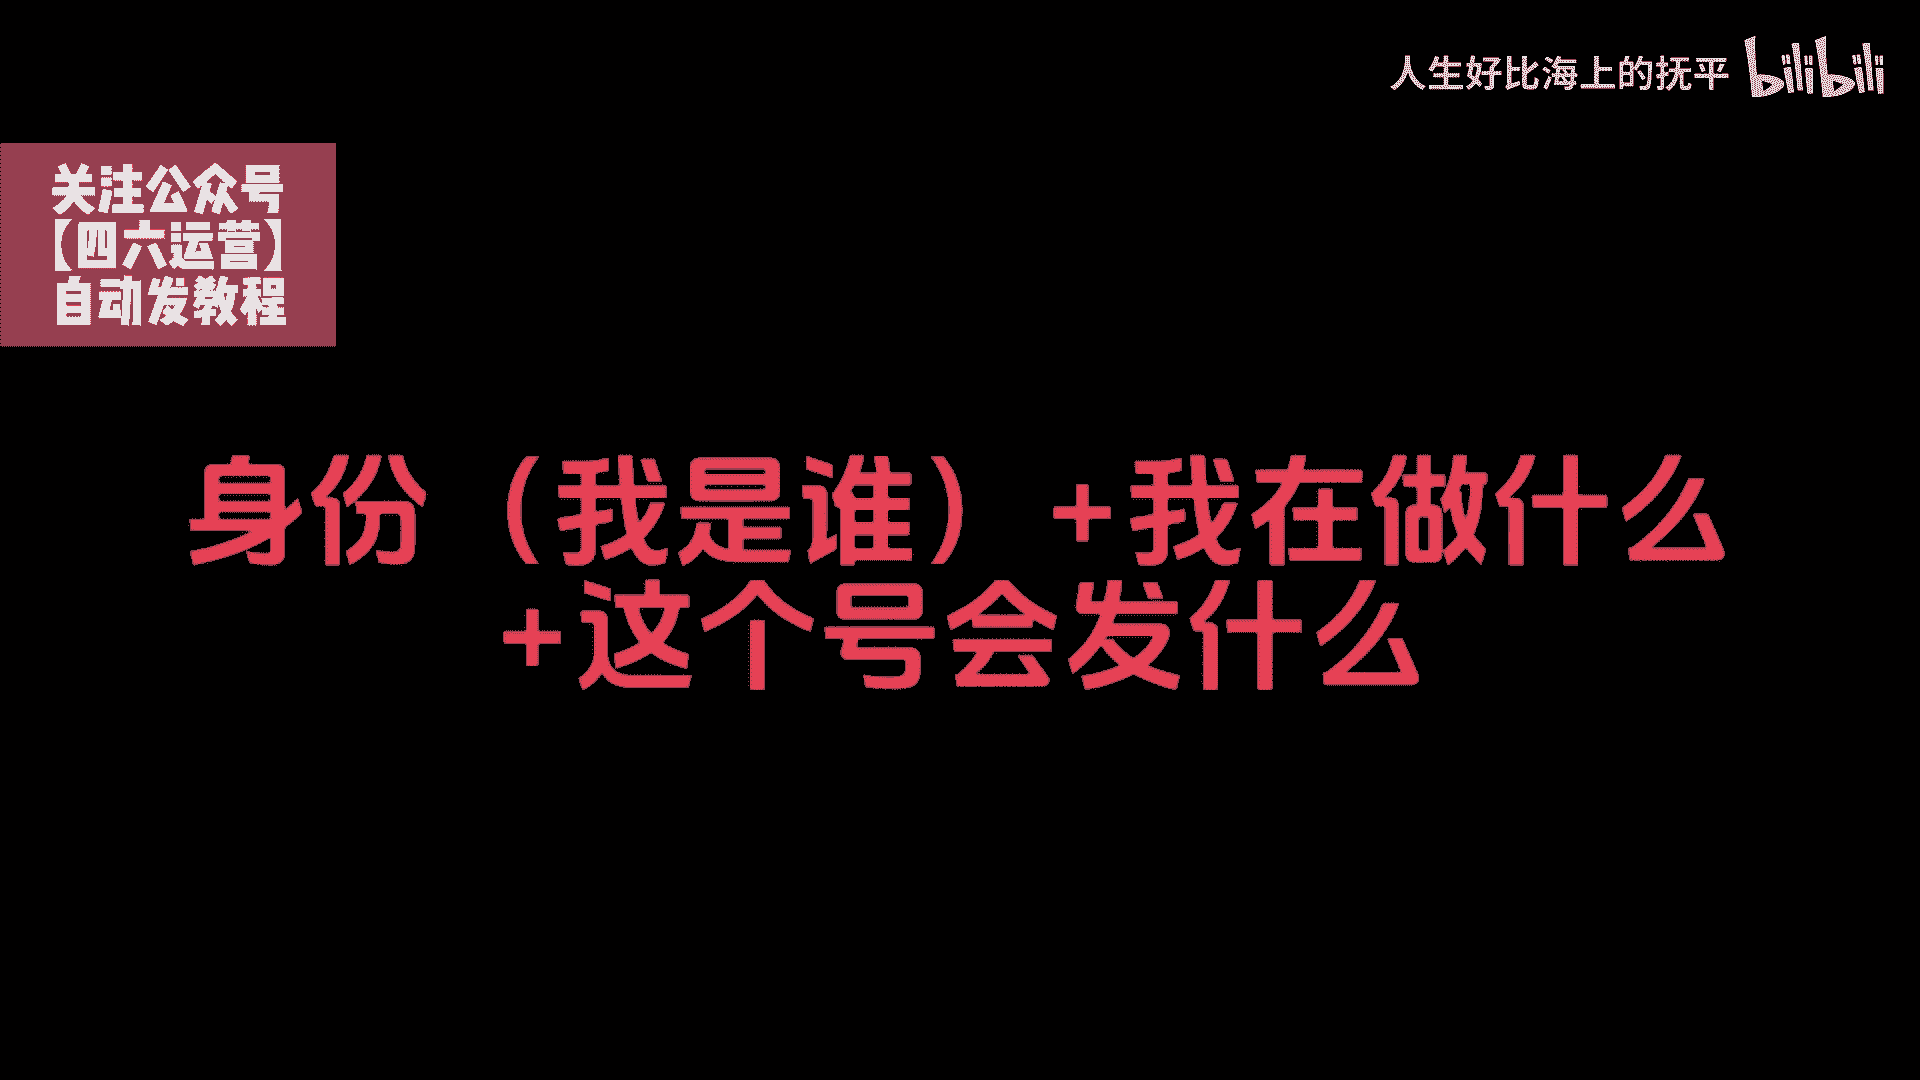 人生好比海上的抚平 bilibili
关注公众号
【四六运营】
自动发教程
身份（我是谁）+我在做什么
+这个号会发什么